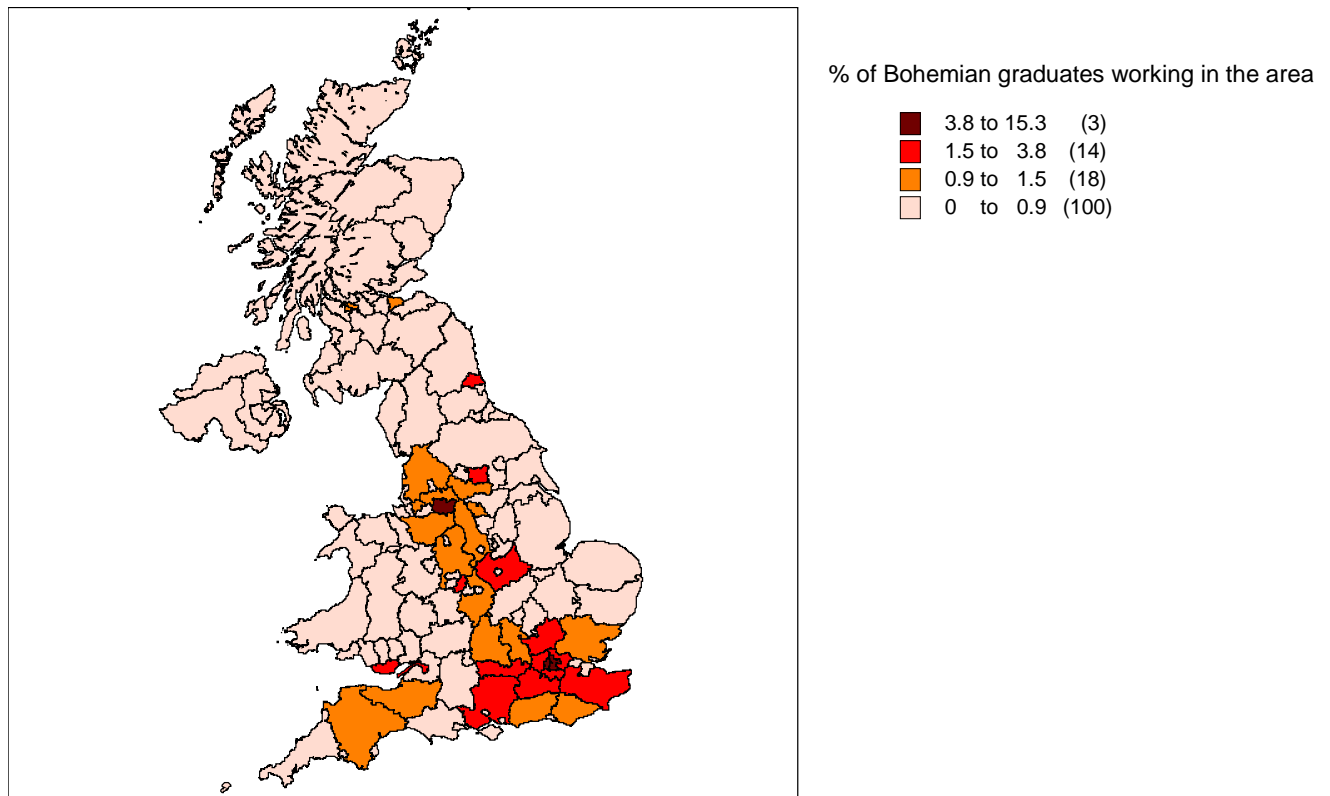 % of Bohemian graduates working in the area
3.8 to 15.3 (3)
1.5 to 3.8 (14)
0.9 to 1.5 (18)
0 to 0.9 (100)